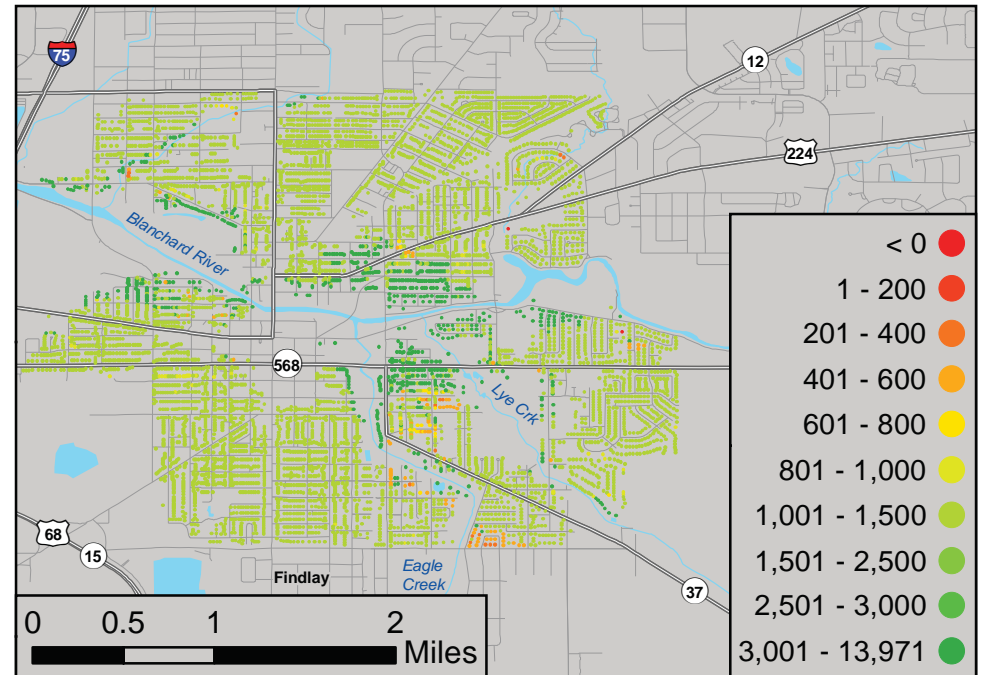 75
12
224
Blanchard River
568
Lye Crk
68
15
Findlay
Eagle
Creek
37
0 0.5 1 2
Miles
< 0
1 - 200
201 - 400
401 - 600
601 - 800
801 - 1,000
1,001 - 1,500
1,501 - 2,500
2,501 - 3,000
3,001 - 13,971